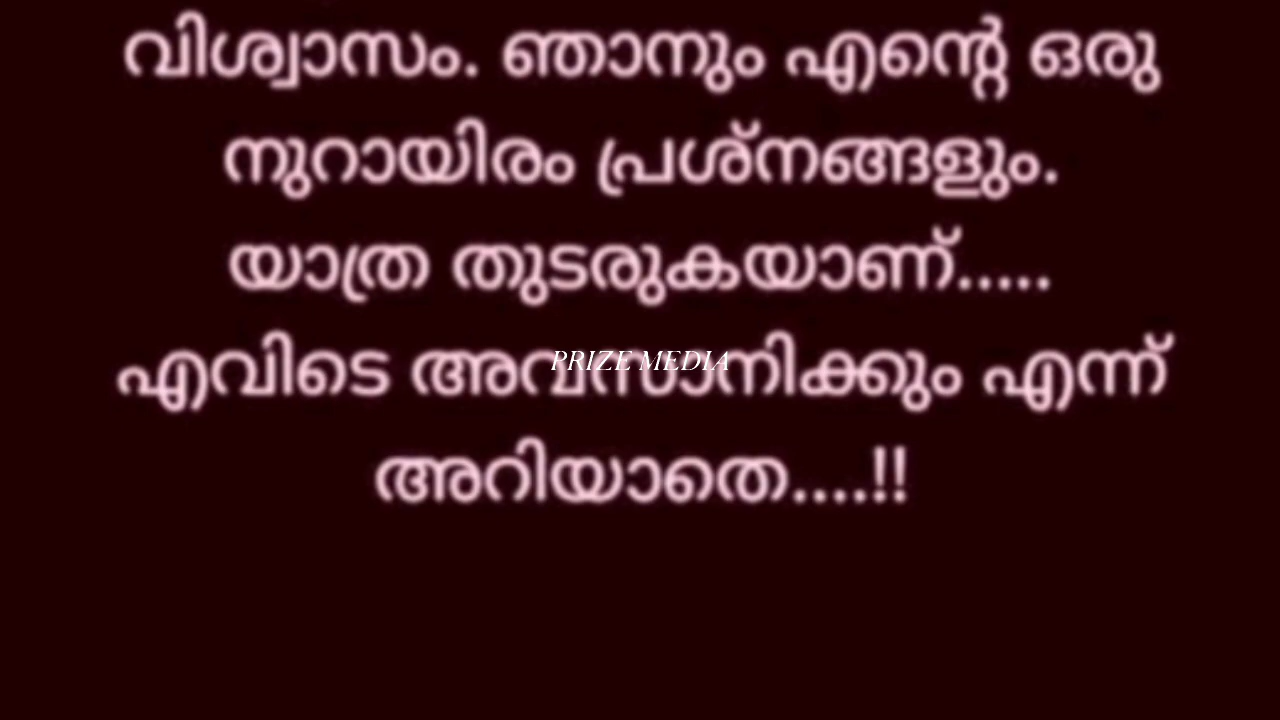 വിശ്വാസം. ഞാനും എന്റെ ഒരു
നുറായിരം പ്രശ്നങ്ങളും.
യാത്ര തുടരുകയാണ്.....
എവിടെ അവസാനിക്കും എന്ന്
PRIZE MEDIA
അറിയാതെ....!!